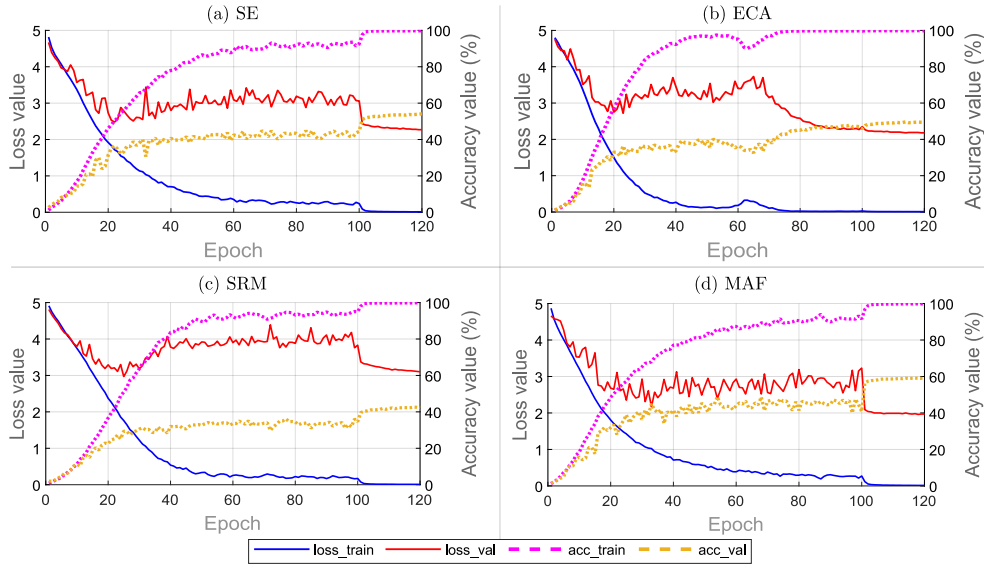 (a) SE
(b) ECA
5
4
3
2
1
0
Loss value
100
80
60
40
20
0
Accuracy value (%)
0 20 40 60 80 100 120
Epoch
5
4
3
2
1
0
Loss value
100
80
60
40
20
0
Accuracy value (%)
0 20 40 60 80 100 120
Epoch
(c) SRM
(d) MAF
5
4
3
2
1
0
Loss value
100
80
60
40
20
0
Accuracy value (%)
0 20 40 60 80 100 120
Epoch
5
4
3
2
1
0
Loss value
100
80
60
40
20
0
Accuracy value (%)
0 20 40 60 80 100 120
Epoch
loss_train loss_val acc_train acc_val